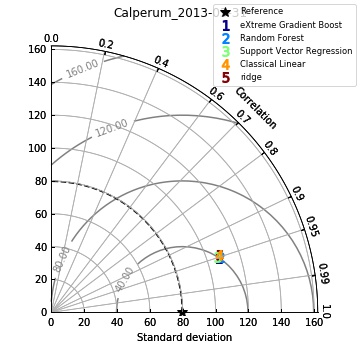 Calperum_2013-
Reference
1 eXtreme Gradient Boost
2 Random Forest
3 Support Vector Regression
4 Classical Linear
5 ridge
0.0 0.2 0.4 0.6 0.7 0.8 0.9 0.95 0.99 1.0
Correlation
160 140 120 100 80 60 40 20 0
160.00
120.00
80.00
40.00
4
0 20 40 60 80 100 120 140 160
Standard deviation